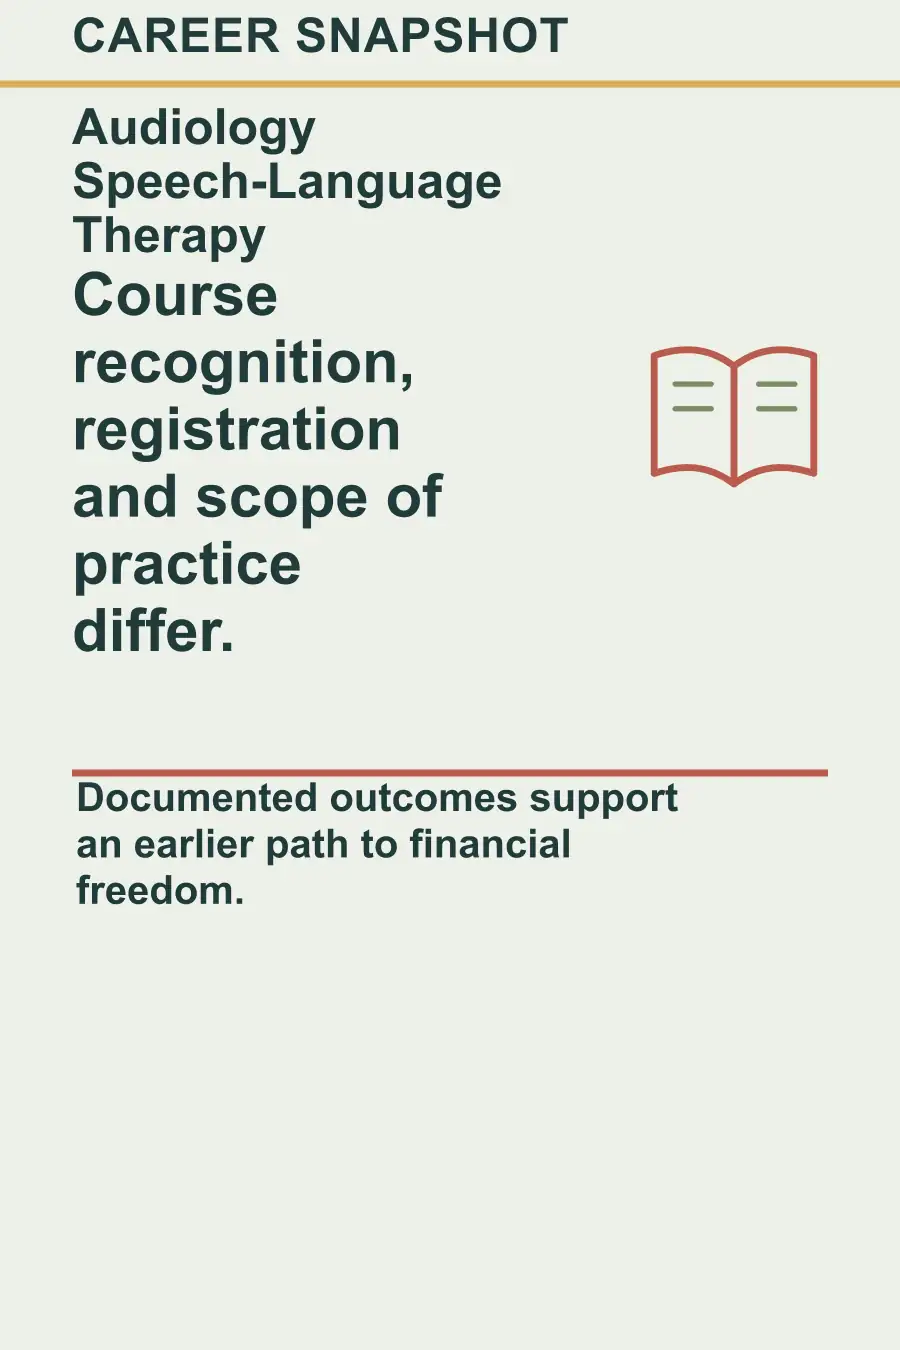 CAREER SNAPSHOT
Audiology
Speech-Language
Therapy
Course
recognition,
registration
and scope of
practice
differ.
Documented outcomes support
an earlier path to financial
freedom.